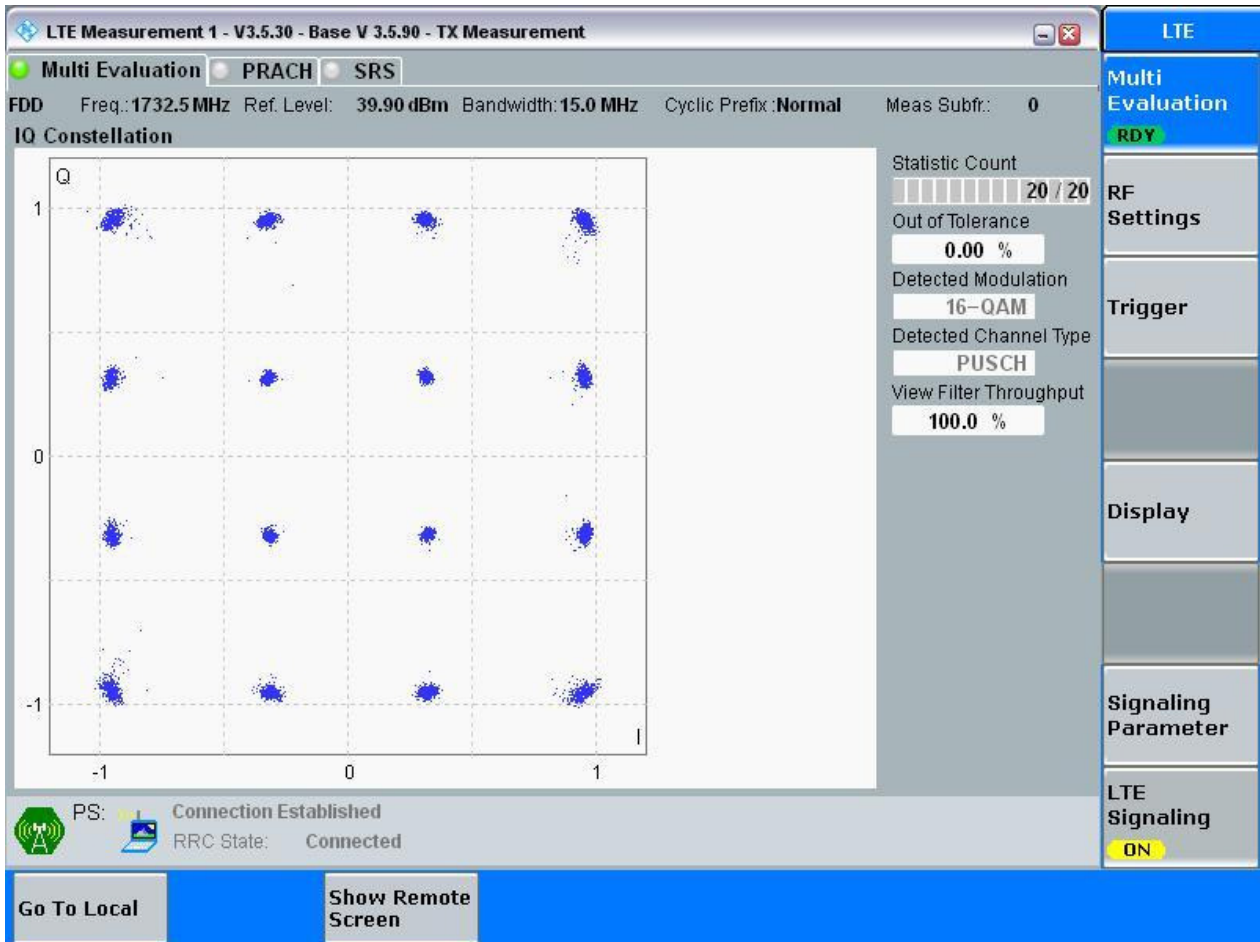 LTE Measurement 1 - V3.5.30 - Base V 3.5.90 - TX Measurement
Multi Evaluation PRACH SRS
FDD Freq.: 1732.5 MHz Ref. Level: 39.90 dBm Bandwidth: 15.0 MHz Cyclic Prefix : Normal Meas Subfr.: 0
IQ Constellation
Q
1
0
-1
I
-1 0 1
Statistic Count
20 / 20
Out of Tolerance
0.00 %
Detected Modulation
16-QAM
Detected Channel Type
PUSCH
View Filter Throughput
100.0 %
PS: Connection Established
RRC State: Connected
LTE
Multi
Evaluation
RDY
RF
Settings
Trigger
Display
Signaling
Parameter
LTE
Signaling
ON
Go To Local
Show Remote
Screen